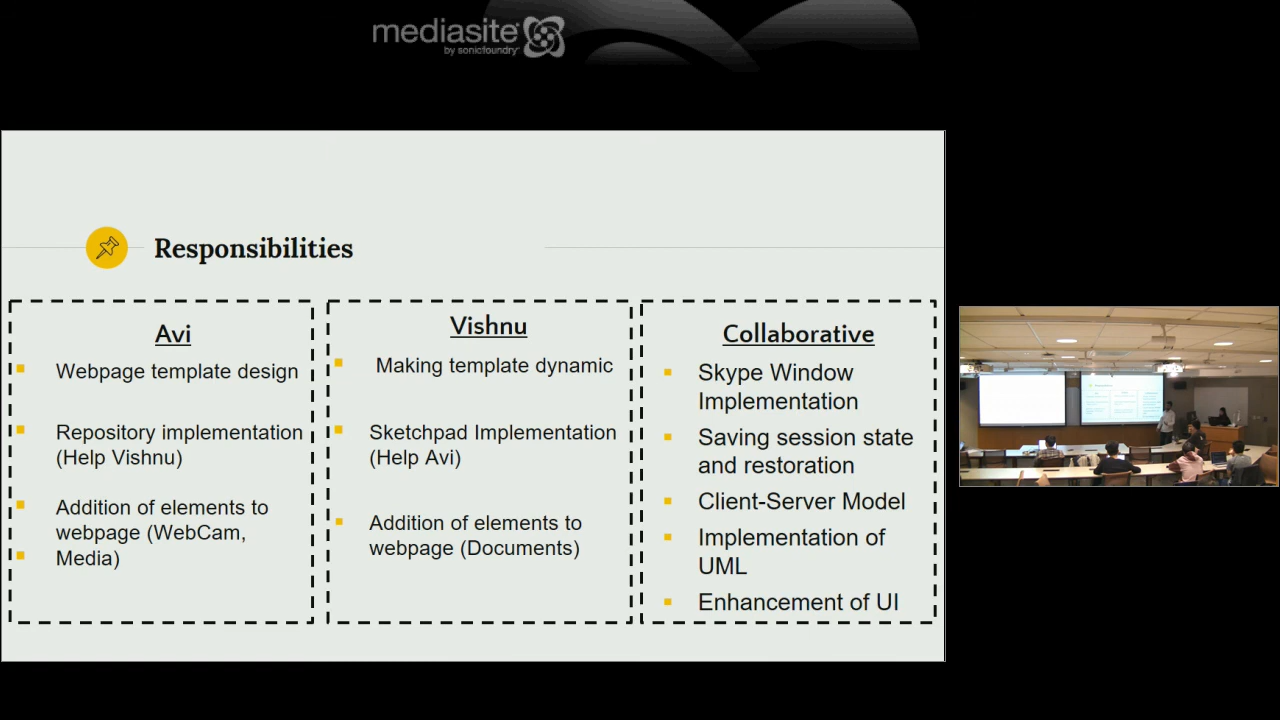 mediasite
by sonicfoundry
Responsibilities
Avi
Webpage template design
Repository implementation
(Help Vishnu)
Addition of elements to
webpage (WebCam,
Media)
Vishnu
Making template dynamic
Sketchpad Implementation
(Help Avi)
Addition of elements to
webpage (Documents)
Collaborative
Skype Window
Implementation
Saving session state
and restoration
Client-Server Model
Implementation of
UML
Enhancement of UI